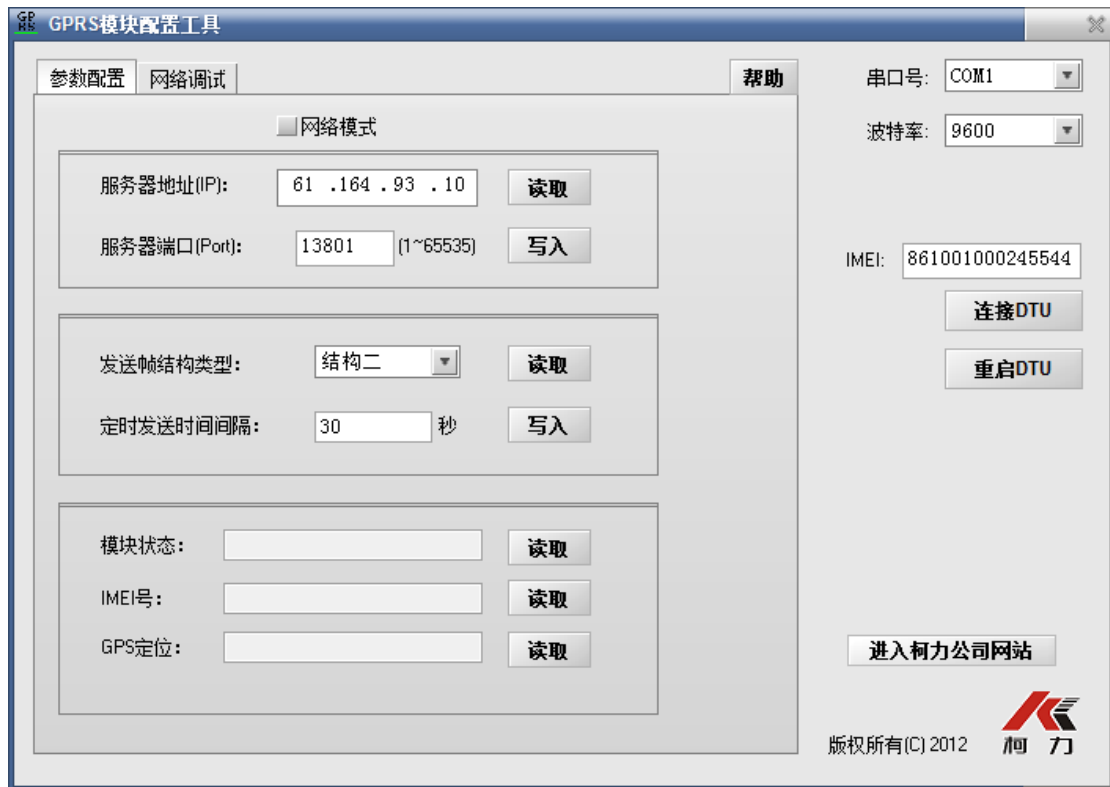 GPRS模块配置工具
参数配置 网络调试 帮助
网络模式
服务器地址(IP): 61 .164 . 93 . 10 读取
服务器端口(Port): 13801 (1~65535) 写入
发送帧结构类型: 结构二 读取
定时发送时间间隔: 30 秒 写入
模块状态: 读取
IMEI号: 读取
GPS定位: 读取
串口号: COM1
波特率: 9600
IMEI: 861001000245544
连接DTU
重启DTU
进入柯力公司网站
版权所有(C) 2012 柯力